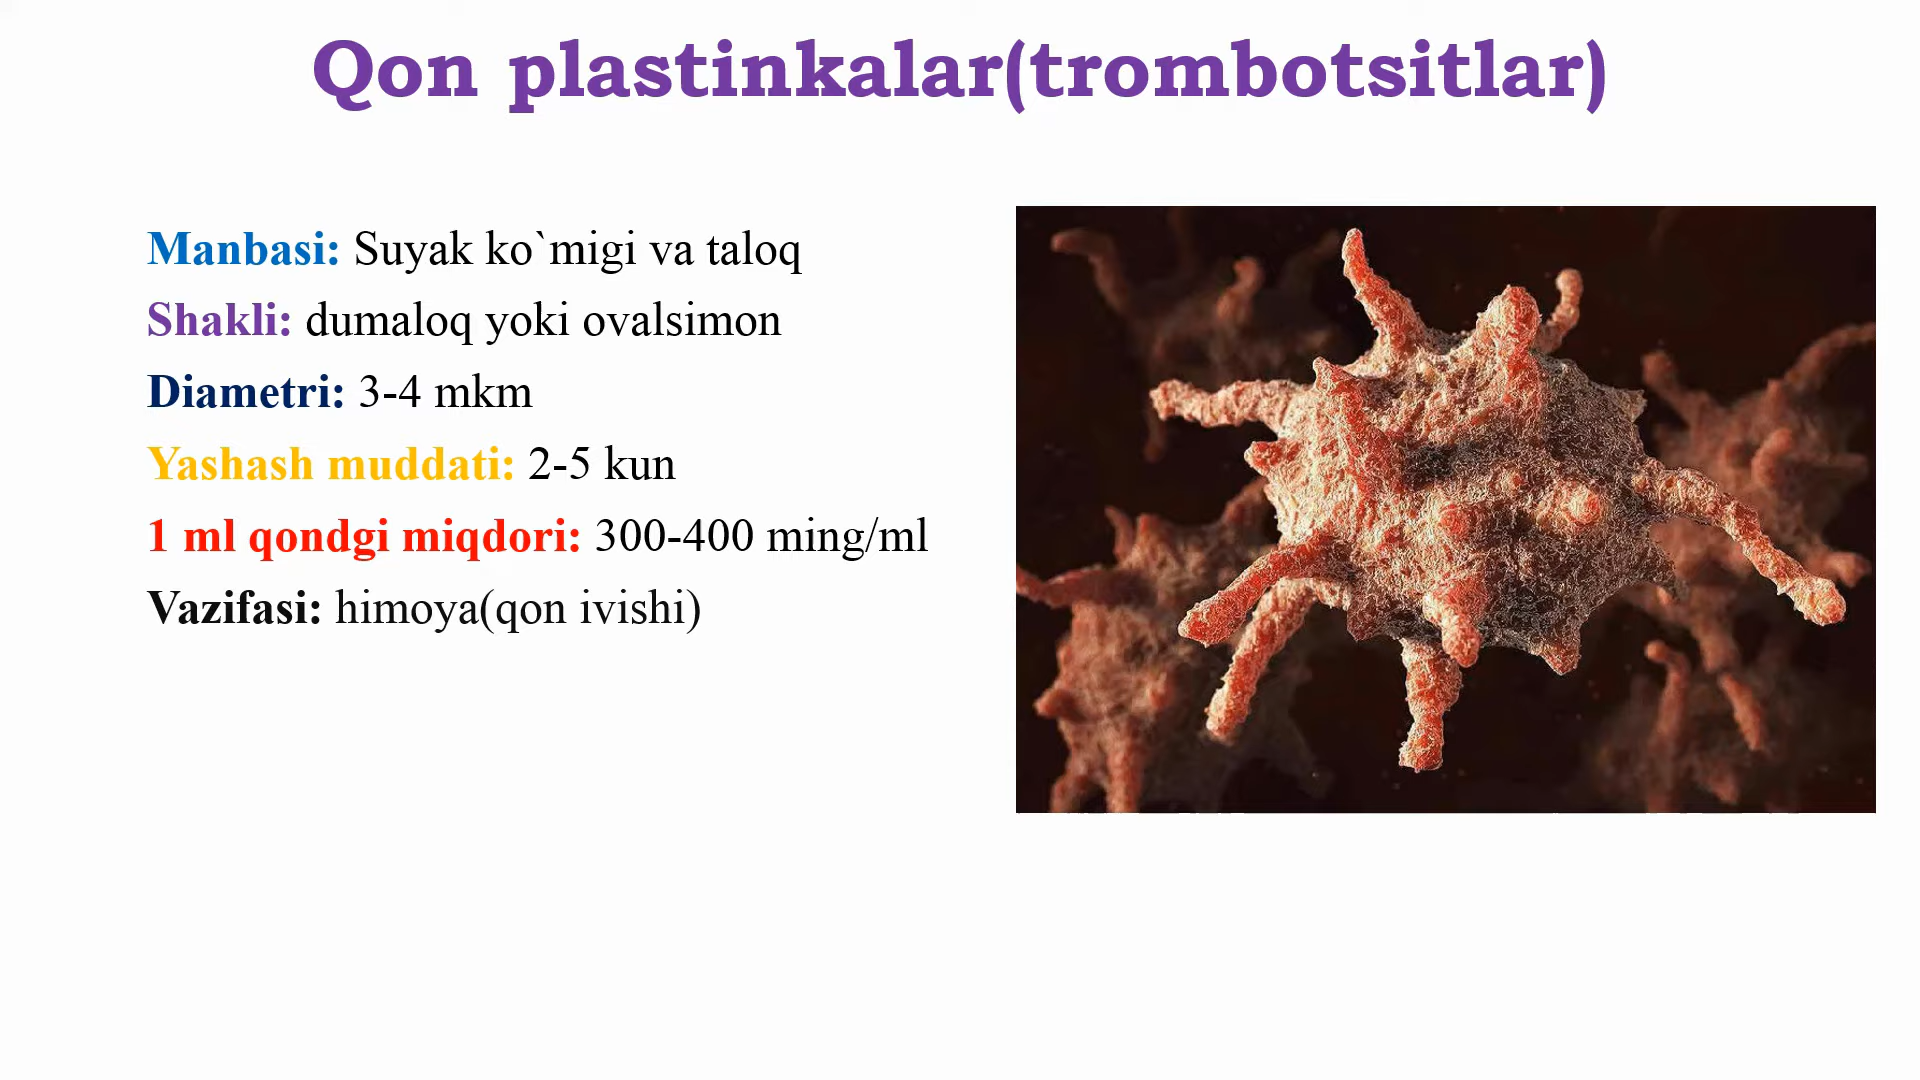 Qon plastinkalar(trombotsitlar)
Manbasi: Suyak ko`migi va taloq
Shakli: dumaloq yoki ovalsimon
Diametri: 3-4 mkm
Yashash muddati: 2-5 kun
1 ml qondgi miqdori: 300-400 ming/ml
Vazifasi: himoya(qon ivishi)